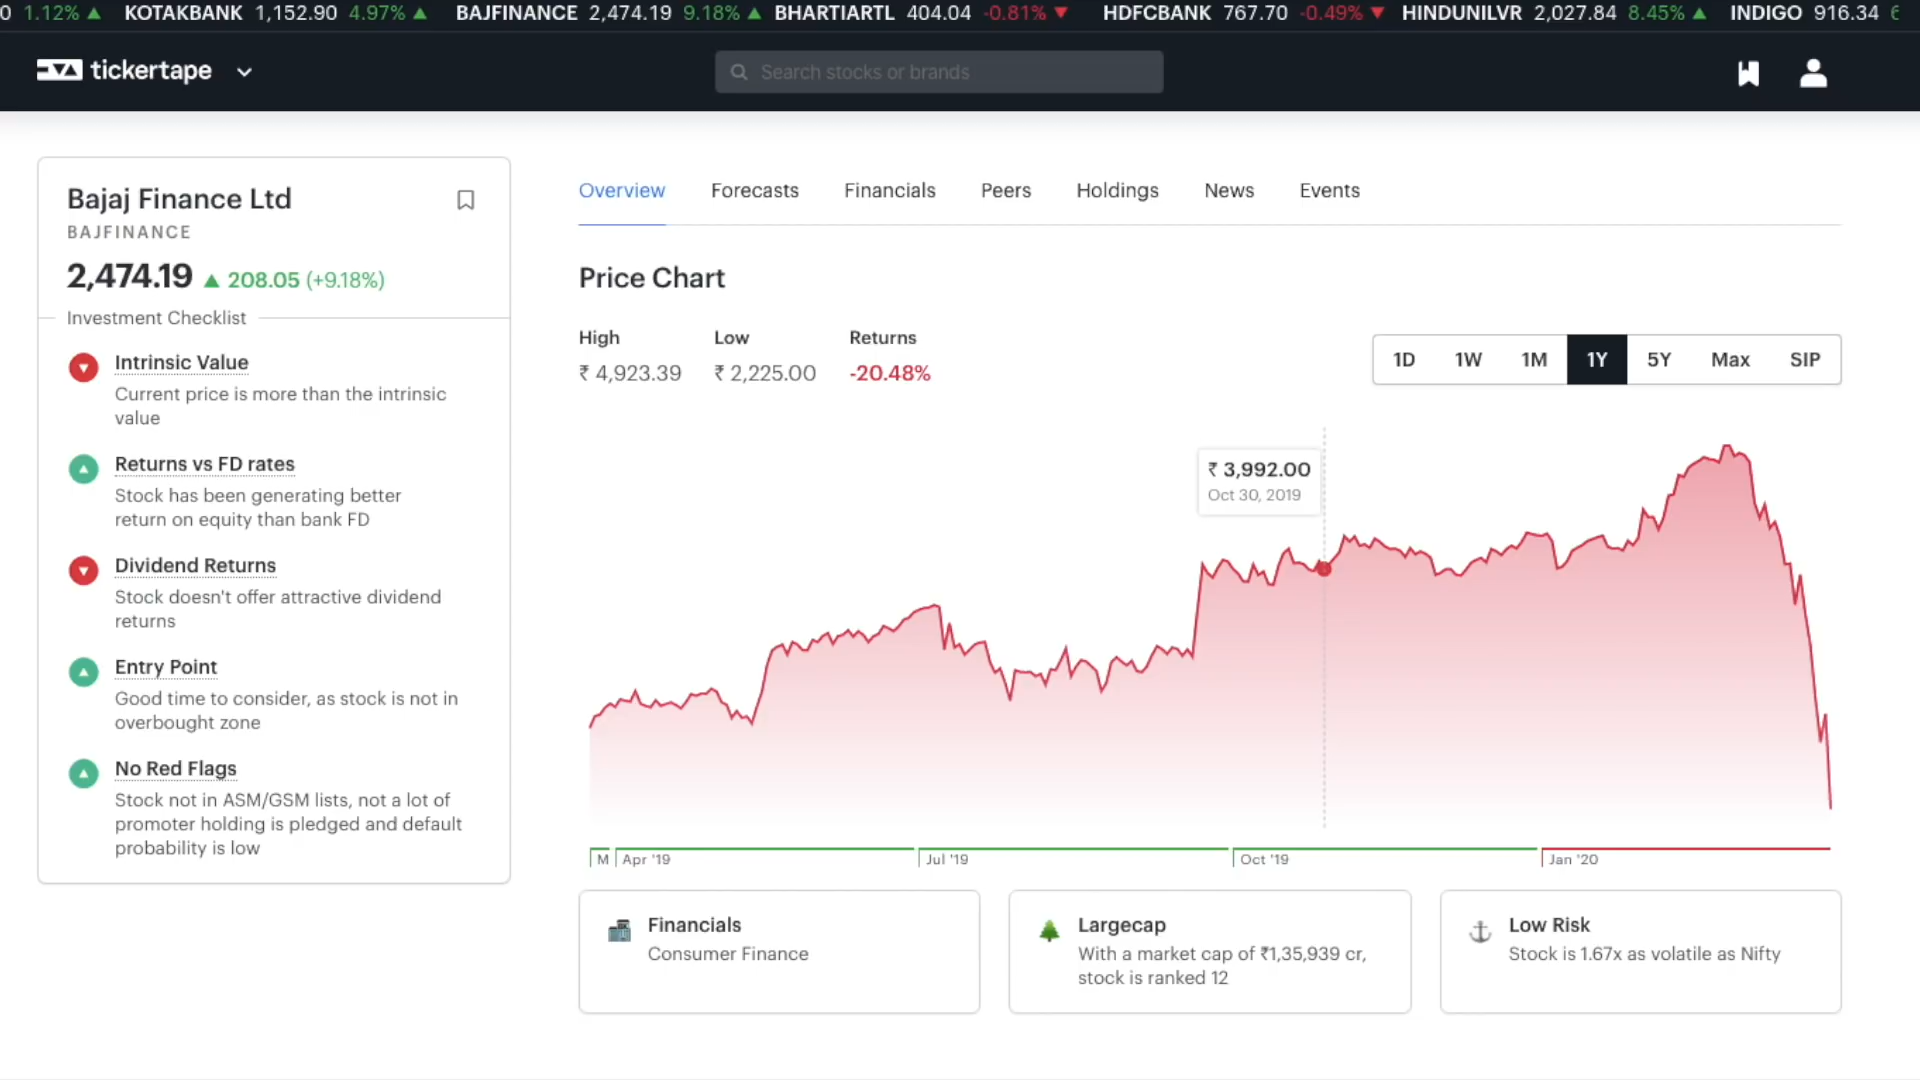 0 1.12% ▲ KOTAKBANK 1,152.90 4.97% ▲ BAJFINANCE 2,474.19 9.18% ▲ BHARTIARTL 404.04 -0.81% ▼ HDFCBANK 767.70 -0.49% ▼ HINDUNILVR 2,027.84 8.45% ▲ INDIGO 916.34
tickertape
Search stocks or brands
Bajaj Finance Ltd
BAJFINANCE
2,474.19 ▲ 208.05 (+9.18%)
Investment Checklist
Intrinsic Value
Current price is more than the intrinsic
value
Returns vs FD rates
Stock has been generating better
return on equity than bank FD
Dividend Returns
Stock doesn't offer attractive dividend
returns
Entry Point
Good time to consider, as stock is not in
overbought zone
No Red Flags
Stock not in ASM/GSM lists, not a lot of
promoter holding is pledged and default
probability is low
Overview Forecasts Financials Peers Holdings News Events
Price Chart
High Low Returns
₹ 4,923.39 ₹ 2,225.00 -20.48%
1D 1W 1M 1Y 5Y Max SIP
₹ 3,992.00
Oct 30, 2019
M Apr '19 Jul '19 Oct '19 Jan '20
Financials
Consumer Finance
Largecap
With a market cap of ₹1,35,939 cr,
stock is ranked 12
Low Risk
Stock is 1.67x as volatile as Nifty